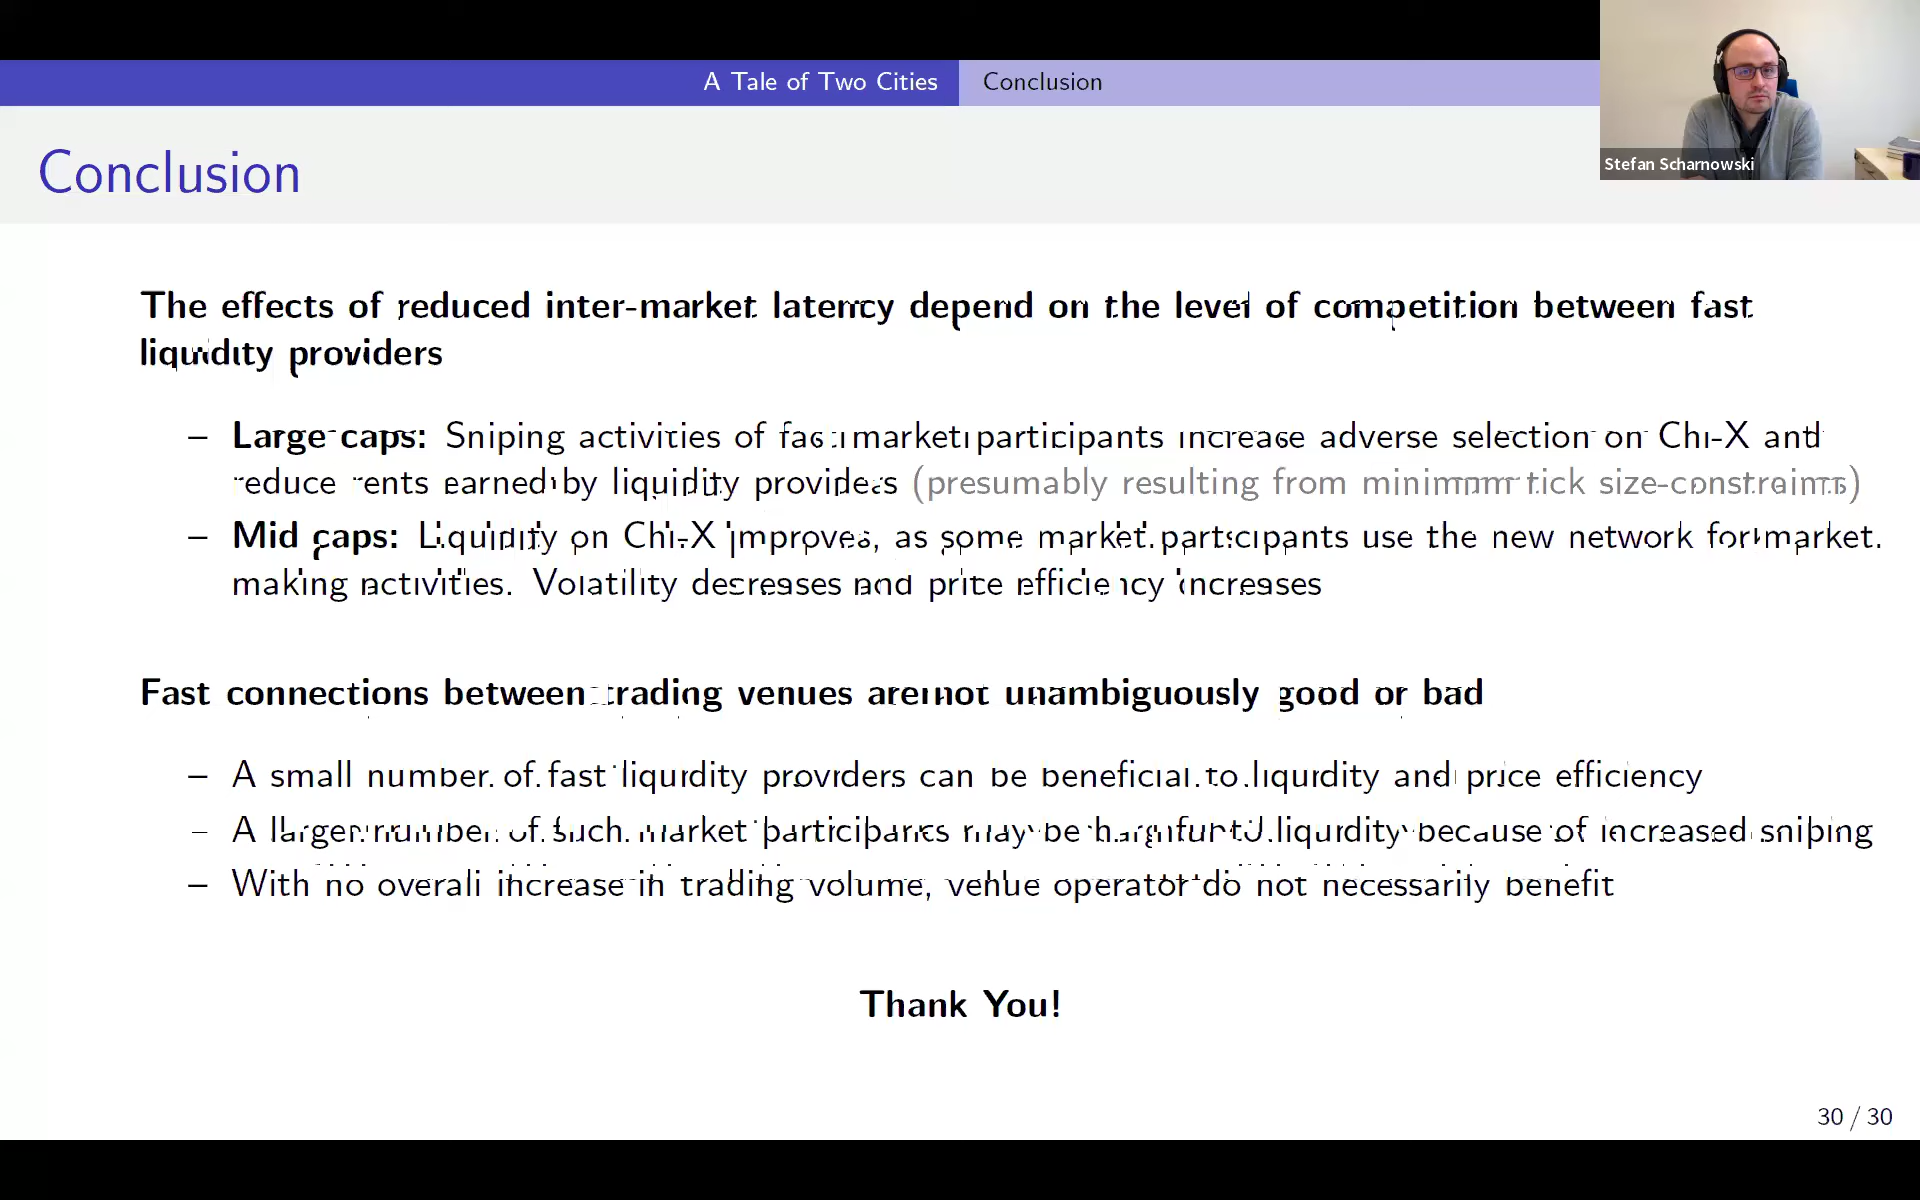 A Tale of Two Cities Conclusion
Stefan Scharnowski
Conclusion
The effects of reduced inter-market latency depend on the level of competition between fast
liquidity providers
– Large caps: Sniping activities of fast market participants increase adverse selection on Chi-X and
reduce rents earned by liquidity providers (presumably resulting from minimum tick size constraints)
– Mid caps: Liquidity on Chi-X improves, as some market participants use the new network for market
making activities. Volatility decreases and price efficiency increases
Fast connections between trading venues are not unambiguously good or bad
– A small number of fast liquidity providers can be beneficial to liquidity and price efficiency
– A larger number of such market participants may be harmful to liquidity because of increased sniping
– With no overall increase in trading volume, venue operator do not necessarily benefit
Thank You!
30 / 30